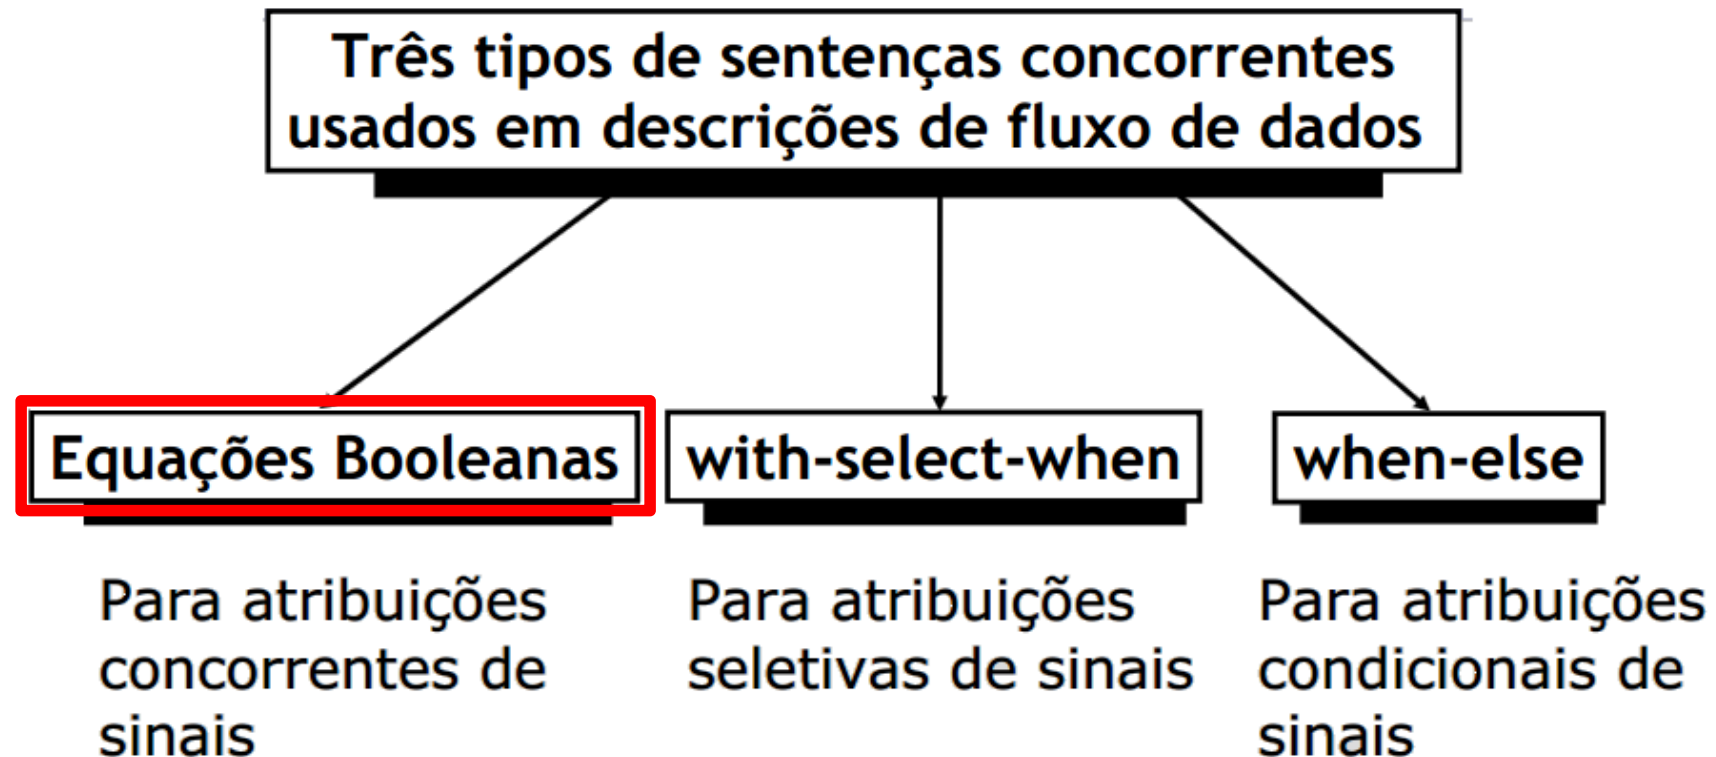 Três tipos de sentenças concorrentes
usados em descrições de fluxo de dados
Equações Booleanas
with-select-when
when-else
Para atribuições
concorrentes de
sinais
Para atribuições
seletivas de sinais
Para atribuições
condicionais de
sinais